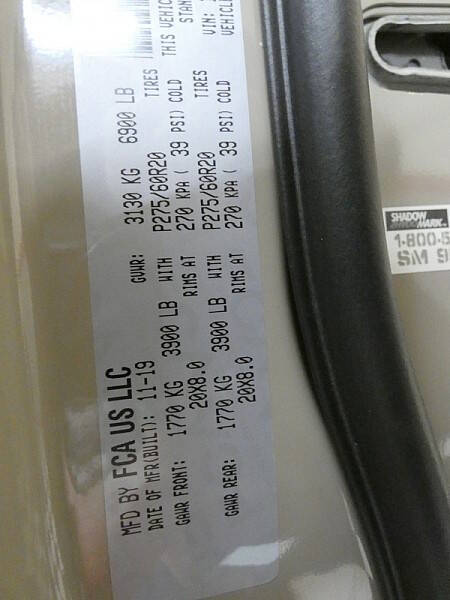 MFD BY FCA US LLC
DATE OF MFR(BUILT): 11-19 GVWR: 3130 KG 6900 LB
GAWR FRONT: 1770 KG 3900 LB WITH P275/60R20 TIRES
20X8.0 RIMS AT 270 KPA ( 39 PSI) COLD
GAWR REAR: 1770 KG 3900 LB WITH P275/60R20 TIRES
20X8.0 RIMS AT 270 KPA ( 39 PSI) COLD
THIS VEHIC
STAN
VIN:
VEHICLE
SHADOW
MARK
1-800-
SM 9